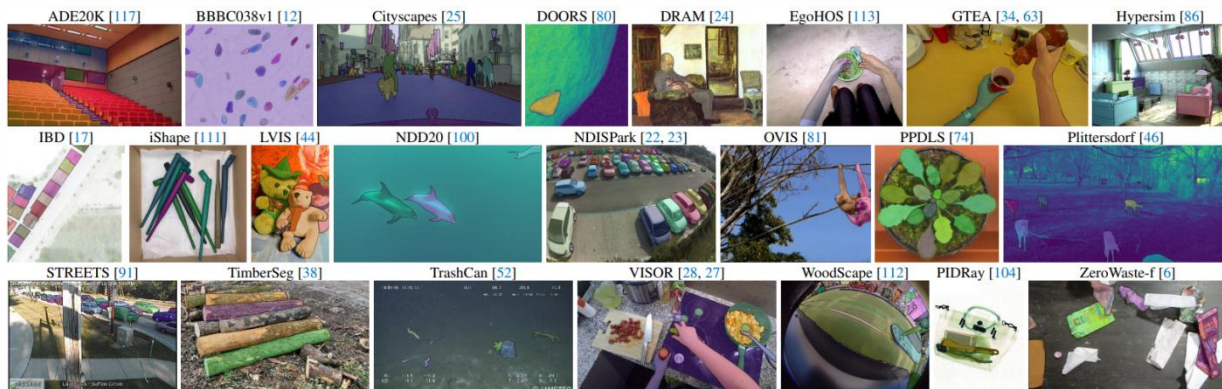 ADE20K [117] BBBC038v1 [12] Cityscapes [25] DOORS [80] DRAM [24] EgoHOS [113] GTEA [34, 63] Hypersim [86]
IBD [17] iShape [111] LVIS [44] NDD20 [100] NDISPark [22, 23] OVIS [81] PPDLS [74] Plittersdorf [46]
STREETS [91] TimberSeg [38] TrashCan [52] VISOR [28, 27] WoodScape [112] PIDRay [104] ZeroWaste-f [6]